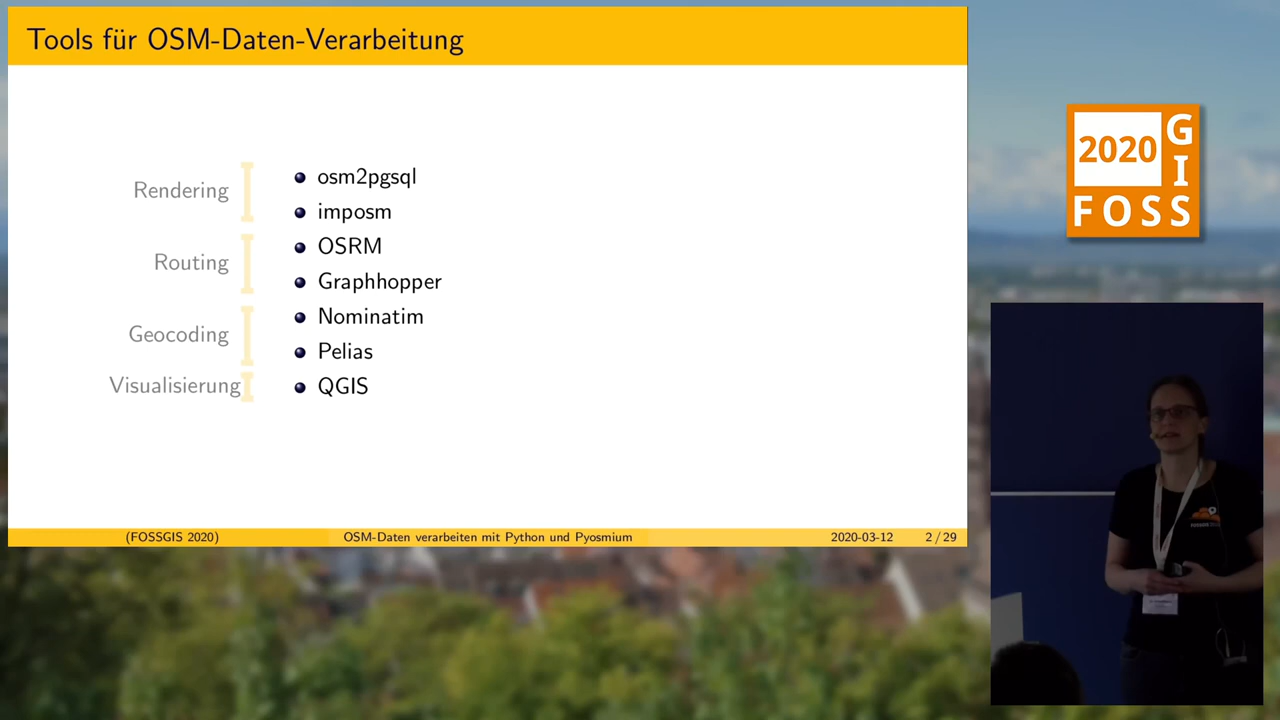 Tools für OSM-Daten-Verarbeitung
Rendering
osm2pgsql
imposm
Routing
OSRM
Graphhopper
Geocoding
Nominatim
Pelias
Visualisierung
QGIS
(FOSSGIS 2020)
OSM-Daten verarbeiten mit Python und Pyosmium
2020-03-12
2 / 29
2020
G
I
FOSS